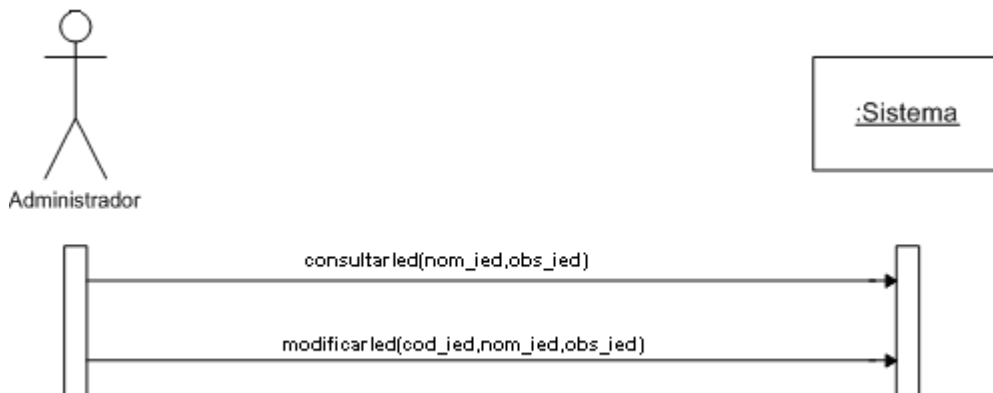 :Sistema
Administrador
consultarIed(nom_ied,obs_ied)
modificarIed(cod_ied,nom_ied,obs_ied)